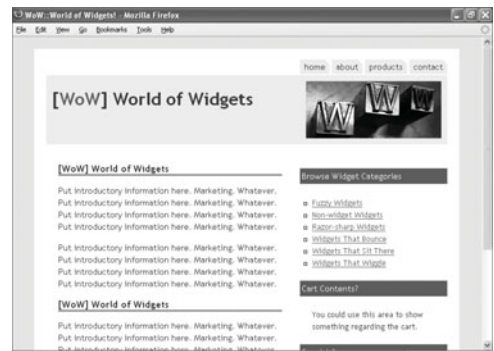 WoW::World of Widgets! - Mozilla Firefox
File Edit View Go Bookmarks Tools Help
home about products contact
[WoW] World of Widgets
W W W
[WoW] World of Widgets
Put introductory information here. Marketing. Whatever.
Put introductory information here. Marketing. Whatever.
Put introductory information here. Marketing. Whatever.
Put introductory information here. Marketing. Whatever.
Put introductory information here. Marketing. Whatever.
Put introductory information here. Marketing. Whatever.
Put introductory information here. Marketing. Whatever.
Put introductory information here. Marketing. Whatever.
[WoW] World of Widgets
Put introductory information here. Marketing. Whatever.
Put introductory information here. Marketing. Whatever.
Put introductory information here. Marketing. Whatever.
Browse Widget Categories
Fuzzy Widgets
Non-widget Widgets
Razor-sharp Widgets
Widgets That Bounce
Widgets That Sit There
Widgets That Wiggle
Cart Contents?
You could use this area to show
something regarding the cart.